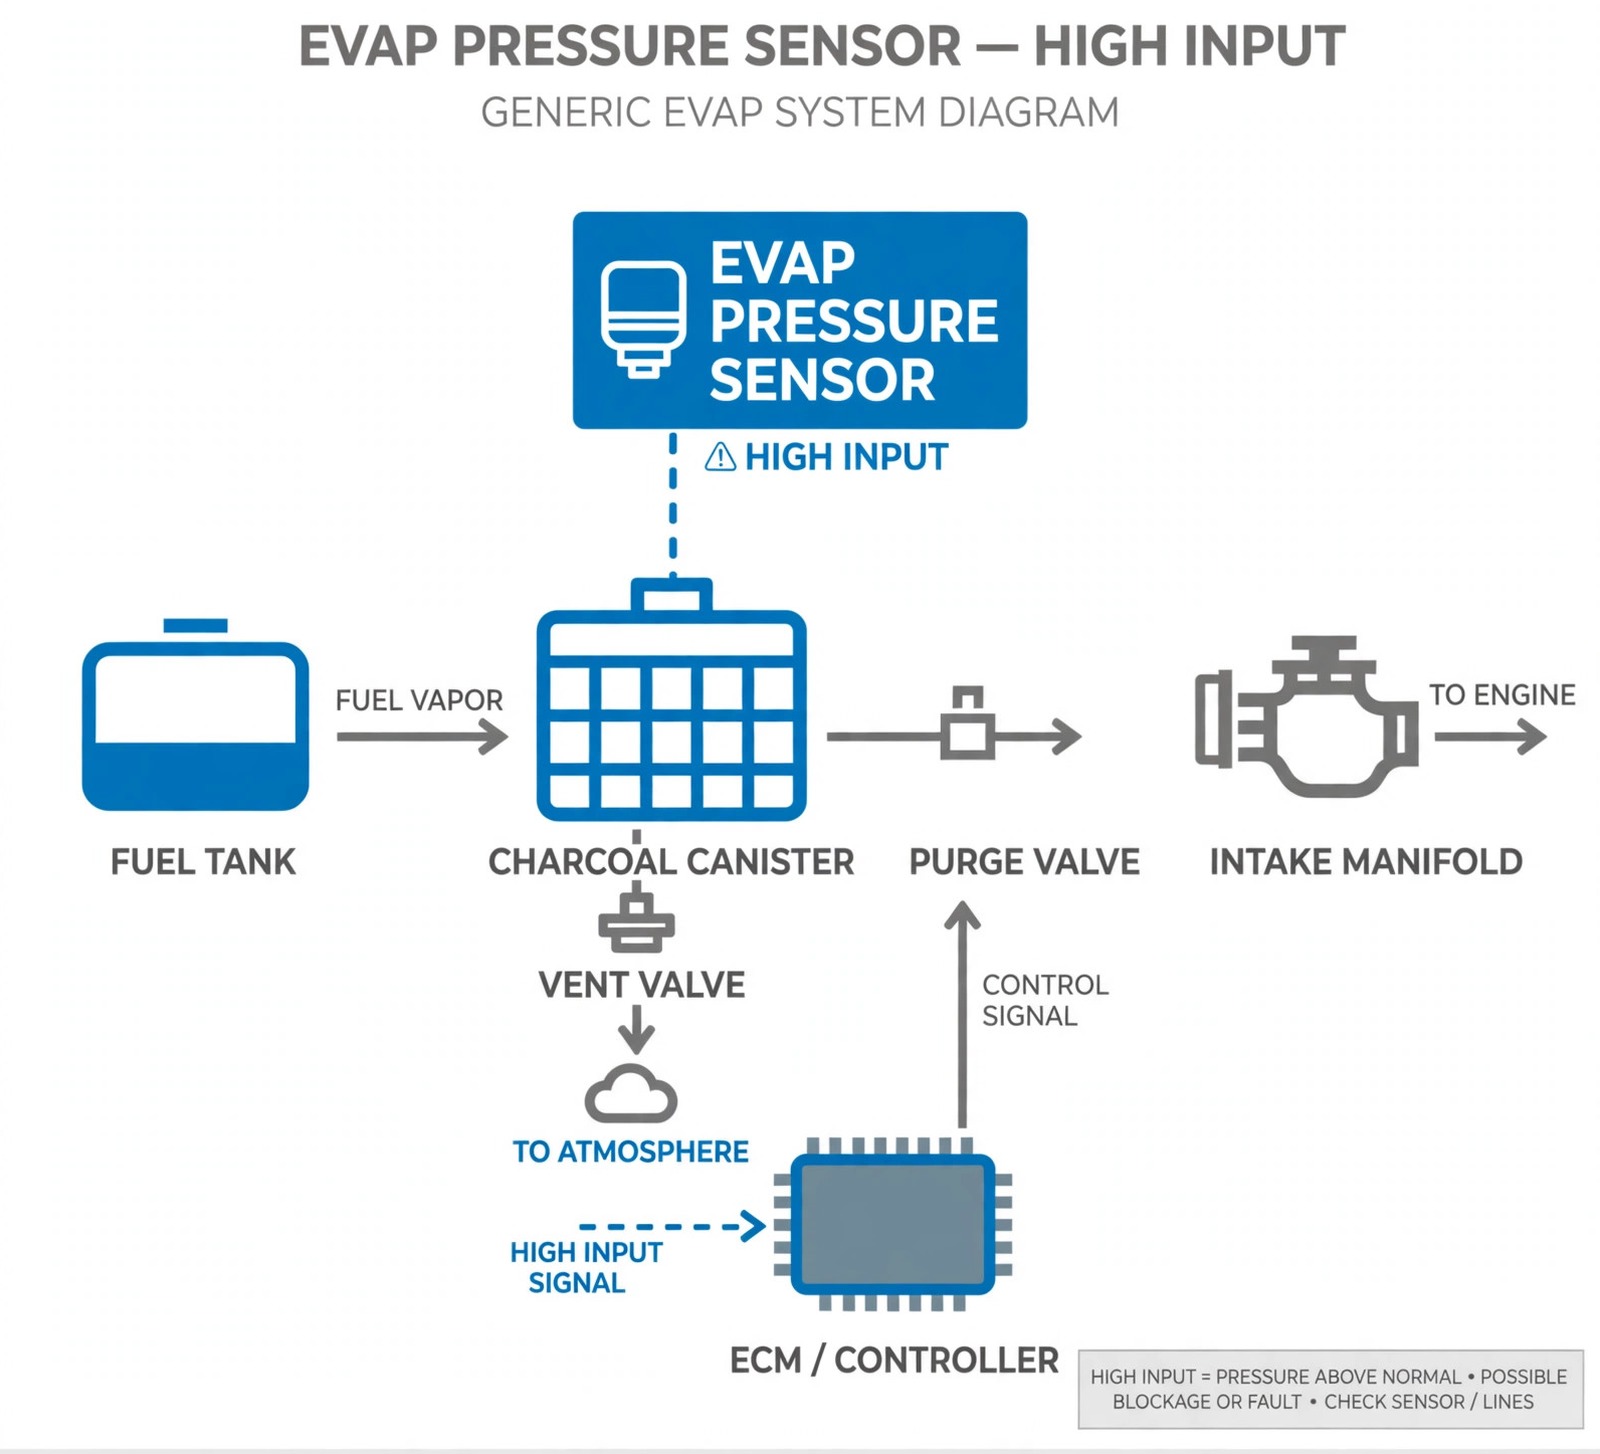 EVAP PRESSURE SENSOR — HIGH INPUT
GENERIC EVAP SYSTEM DIAGRAM
EVAP
PRESSURE
SENSOR
⚠ HIGH INPUT
FUEL VAPOR
TO ENGINE
FUEL TANK
CHARCOAL CANISTER
PURGE VALVE
INTAKE MANIFOLD
VENT VALVE
CONTROL
SIGNAL
TO ATMOSPHERE
HIGH INPUT
SIGNAL
ECM / CONTROLLER
HIGH INPUT = PRESSURE ABOVE NORMAL • POSSIBLE
BLOCKAGE OR FAULT • CHECK SENSOR / LINES